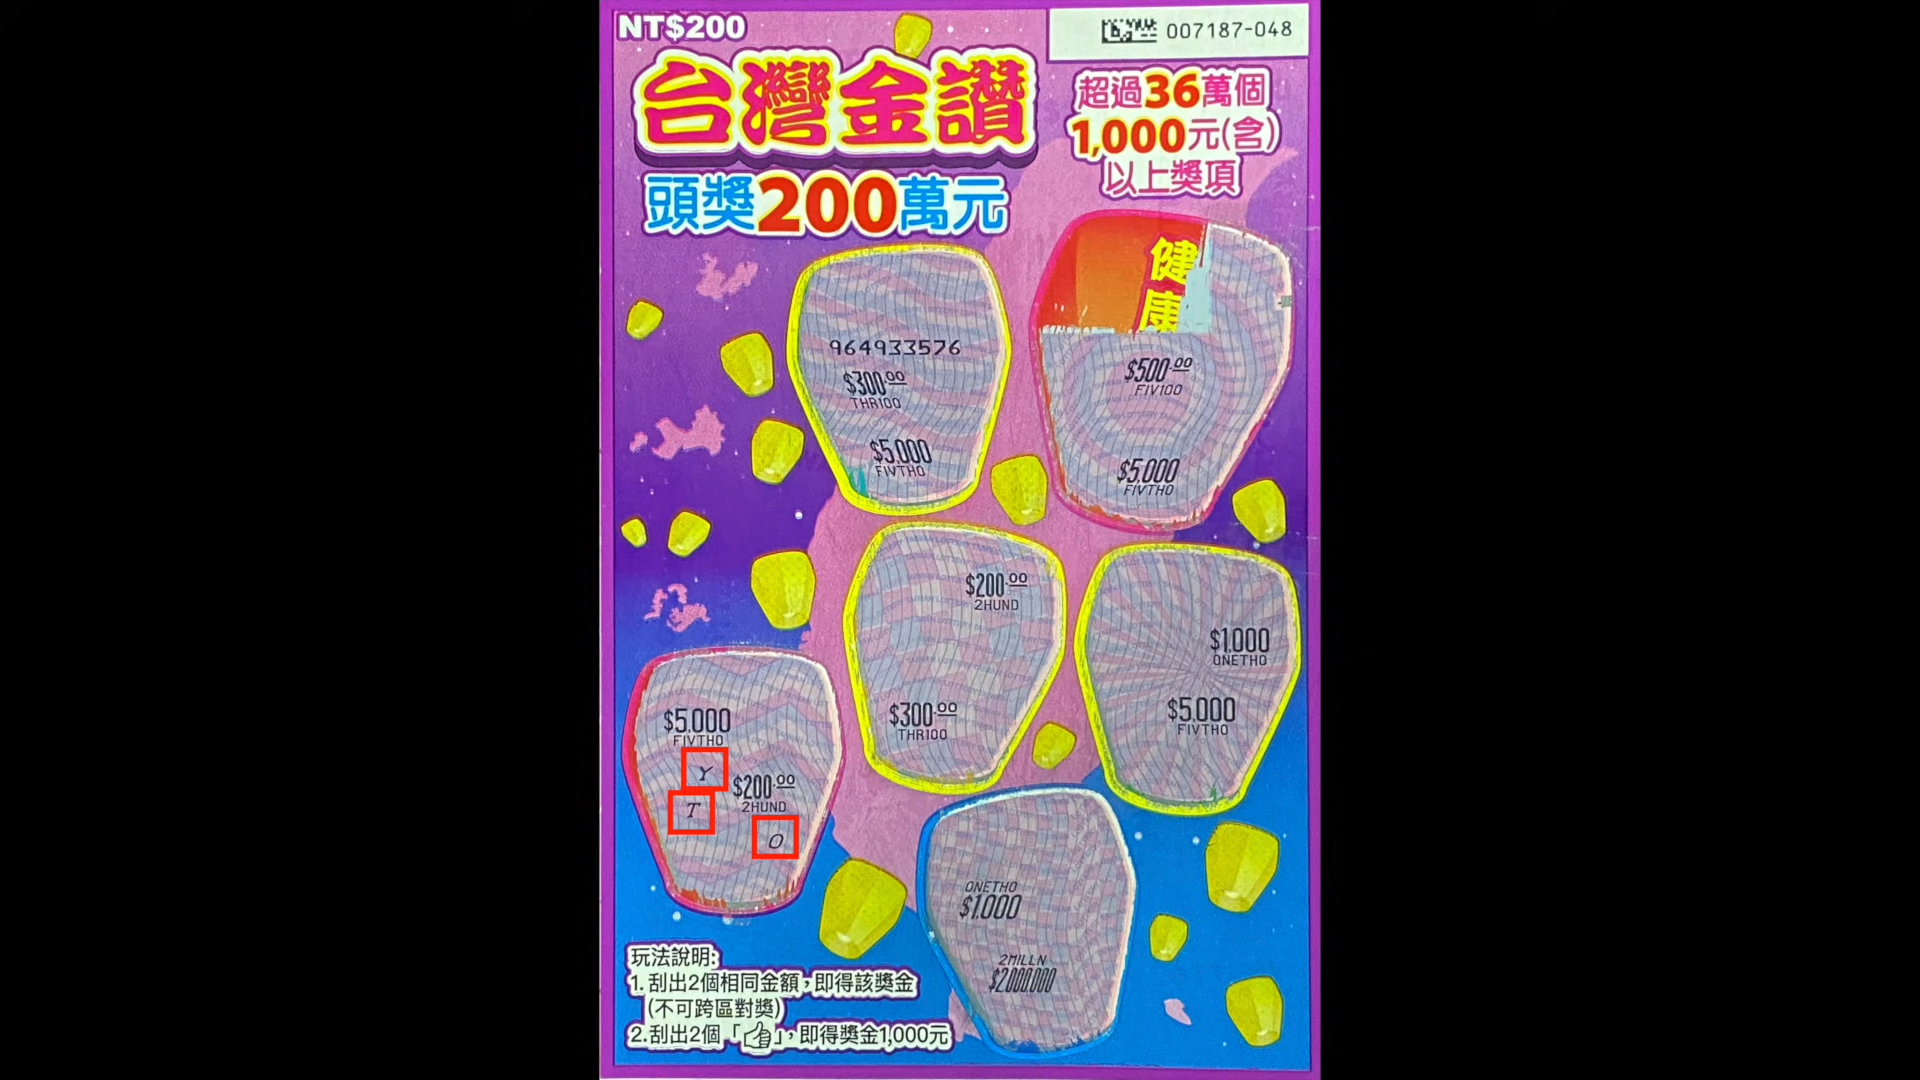 NT$200
007187-048
台灣金讚
超過36萬個
1,000元(含)
以上獎項
頭獎200萬元
健
康
964933576
$300.00
THR100
$5,000
FIVTHO
$500.00
FIV100
$5,000
FIVTHO
$200.00
2HUND
$300.00
THR100
$1,000
ONETHO
$5,000
FIVTHO
$5,000
FIVTHO
Y
$200.00
2HUND
T
O
ONETHO
$1,000
2MILLN
$2,000,000
玩法說明:
1. 刮出2個相同金額,即得該獎金
(不可跨區對獎)
2.刮出2個「」,即得獎金1,000元